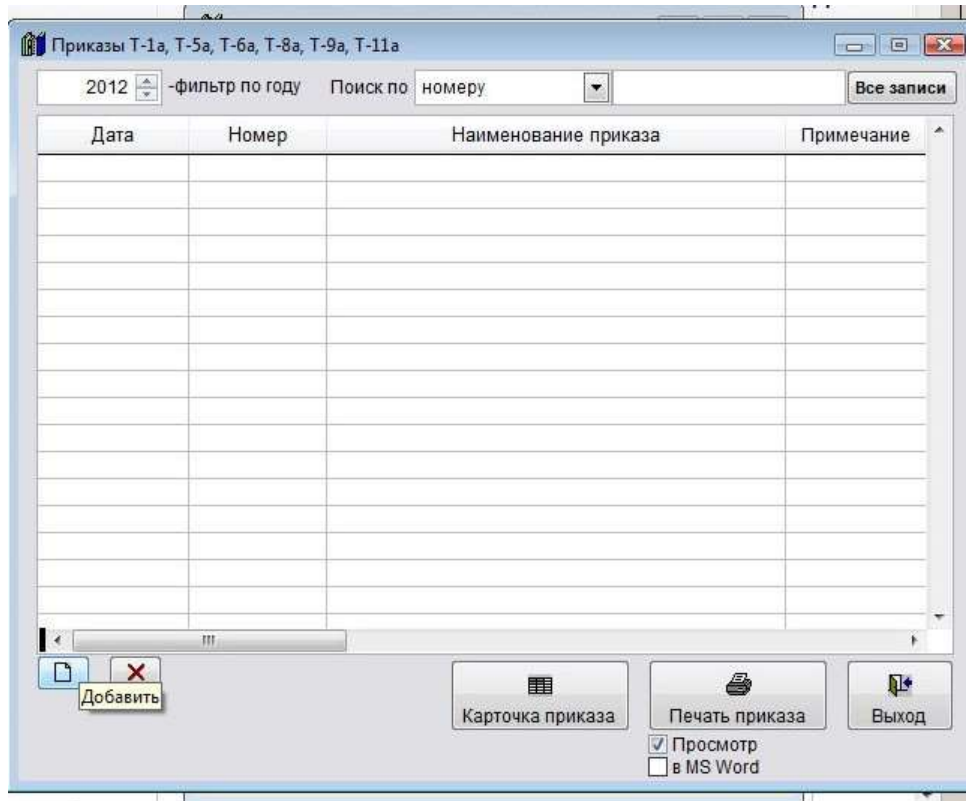 Приказы Т-1а, Т-5а, Т-6а, Т-8а, Т-9а, Т-11а
2012 -фильтр по году Поиск по номеру Все записи
Дата Номер Наименование приказа Примечание
Добавить
Карточка приказа Печать приказа Выход
Просмотр
в MS Word